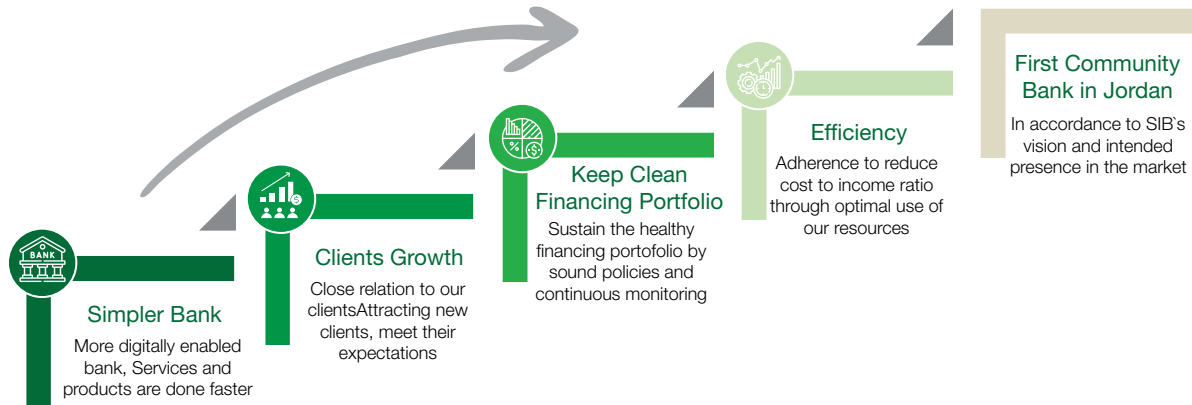 BANK
Simpler Bank
More digitally enabled
bank, Services and
products are done faster
Clients Growth
Close relation to our
clientsAttracting new
clients, meet their
expectations
%
$
Keep Clean
Financing Portfolio
Sustain the healthy
financing portofolio by
sound policies and
continuous monitoring
Efficiency
Adherence to reduce
cost to income ratio
through optimal use of
our resources
First Community
Bank in Jordan
In accordance to SIB`s
vision and intended
presence in the market